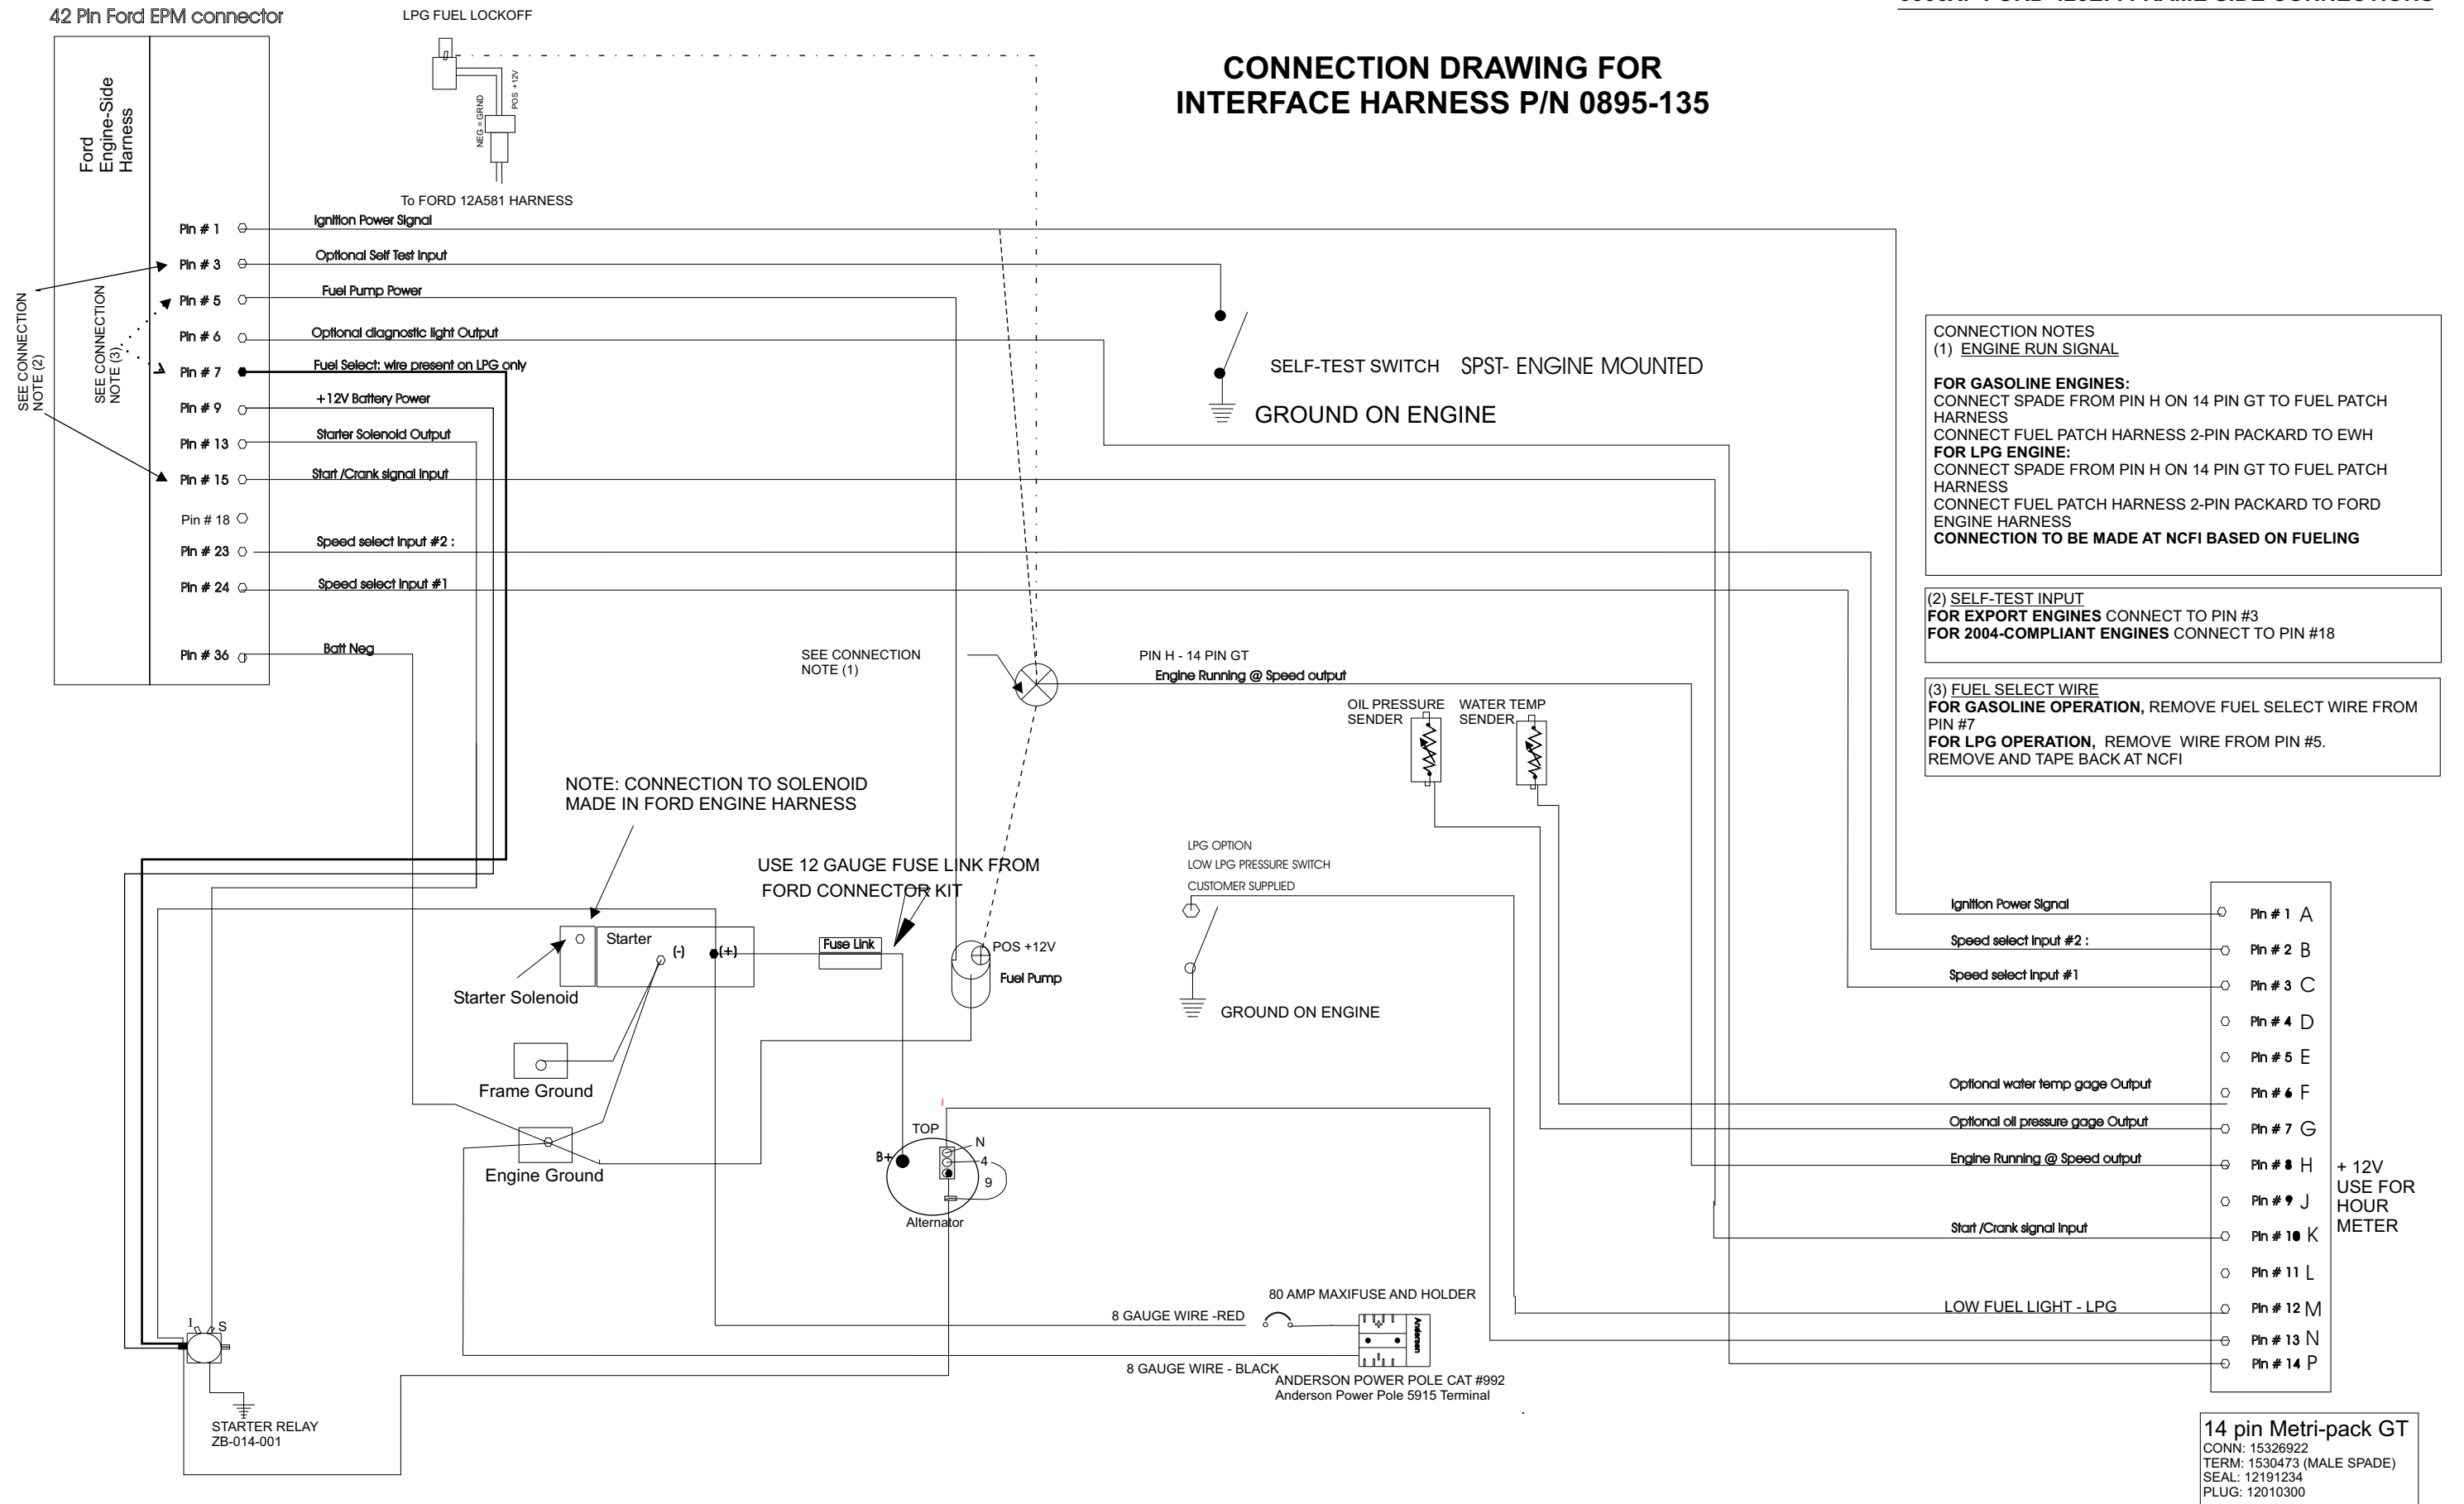 42 Pin Ford EPM connector
LPG FUEL LOCKOFF
CONNECTION DRAWING FOR
INTERFACE HARNESS P/N 0895-135
Ford
Engine-Side
Harness
NEG = GRND
POS +12V
To FORD 12A581 HARNESS
Pin # 1
Ignition Power Signal
Pin # 3
Optional Self Test Input
Pin # 5
Fuel Pump Power
Pin # 6
Optional diagnostic light Output
Pin # 7
Fuel Select: wire present on LPG only
Pin # 9
+12V Battery Power
Pin # 13
Starter Solenoid Output
Pin # 15
Start /Crank signal Input
Pin # 18
Pin # 23
Speed select Input #2 :
Pin # 24
Speed select Input #1
Pin # 36
Batt Neg
SEE CONNECTION
NOTE (2)
SEE CONNECTION
NOTE (3)
SELF-TEST SWITCH SPST- ENGINE MOUNTED
GROUND ON ENGINE
CONNECTION NOTES
(1) ENGINE RUN SIGNAL
FOR GASOLINE ENGINES:
CONNECT SPADE FROM PIN H ON 14 PIN GT TO FUEL PATCH
HARNESS
CONNECT FUEL PATCH HARNESS 2-PIN PACKARD TO EWH
FOR LPG ENGINE:
CONNECT SPADE FROM PIN H ON 14 PIN GT TO FUEL PATCH
HARNESS
CONNECT FUEL PATCH HARNESS 2-PIN PACKARD TO FORD
ENGINE HARNESS
CONNECTION TO BE MADE AT NCFI BASED ON FUELING
(2) SELF-TEST INPUT
FOR EXPORT ENGINES CONNECT TO PIN #3
FOR 2004-COMPLIANT ENGINES CONNECT TO PIN #18
(3) FUEL SELECT WIRE
FOR GASOLINE OPERATION, REMOVE FUEL SELECT WIRE FROM
PIN #7
FOR LPG OPERATION, REMOVE WIRE FROM PIN #5.
REMOVE AND TAPE BACK AT NCFI
SEE CONNECTION
NOTE (1)
PIN H - 14 PIN GT
Engine Running @ Speed output
OIL PRESSURE
SENDER
WATER TEMP
SENDER
NOTE: CONNECTION TO SOLENOID
MADE IN FORD ENGINE HARNESS
USE 12 GAUGE FUSE LINK FROM
FORD CONNECTOR KIT
LPG OPTION
LOW LPG PRESSURE SWITCH
CUSTOMER SUPPLIED
GROUND ON ENGINE
Starter
(-)
(+)
Fuse Link
POS +12V
Fuel Pump
Starter Solenoid
Frame Ground
Engine Ground
TOP
N
B+
4
9
Alternator
I
S
STARTER RELAY
ZB-014-001
8 GAUGE WIRE -RED
80 AMP MAXIFUSE AND HOLDER
Anderson
8 GAUGE WIRE - BLACK
ANDERSON POWER POLE CAT #992
Anderson Power Pole 5915 Terminal
Ignition Power Signal
Pin # 1 A
Speed select Input #2 :
Pin # 2 B
Speed select Input #1
Pin # 3 C
Pin # 4 D
Pin # 5 E
Optional water temp gage Output
Pin # 6 F
Optional oil pressure gage Output
Pin # 7 G
Engine Running @ Speed output
Pin # 8 H
+ 12V
USE FOR
HOUR
METER
Pin # 9 J
Start /Crank signal Input
Pin # 10 K
Pin # 11 L
LOW FUEL LIGHT - LPG
Pin # 12 M
Pin # 13 N
Pin # 14 P
14 pin Metri-pack GT
CONN: 15326922
TERM: 1530473 (MALE SPADE)
SEAL: 12191234
PLUG: 12010300